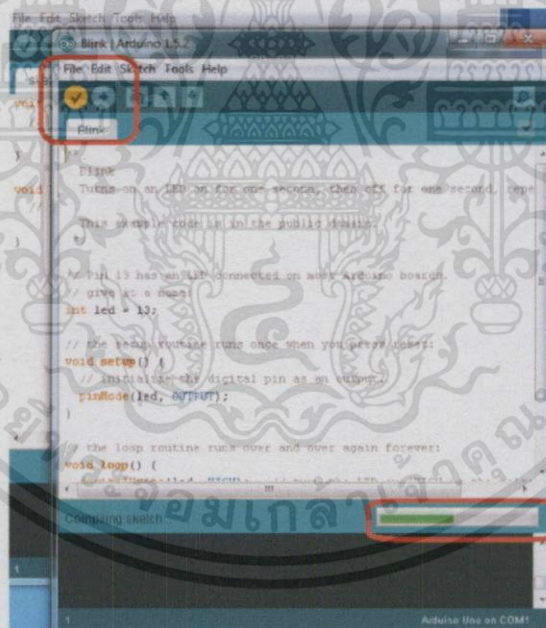 File Edit Sketch Tools Help
Blink | Arduino 1.5.2
File Edit Sketch Tools Help
Blink
Blink
Turns on an LED on for one second, then off for one second, repe
This example code is in the public domain.
*/
// Pin 13 has an LED connected on most Arduino boards.
// give it a name:
int led = 13;
// the setup routine runs once when you press reset:
void setup() {
// initialize the digital pin as an output.
pinMode(led, OUTPUT);
}
// the loop routine runs over and over again forever:
void loop() {
Compiling sketch
1
1
Arduino Uno on COM1